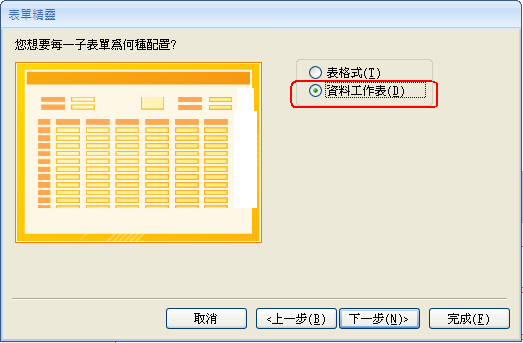 表單精靈
您想要每一子表單為何種配置?
表格式(T)
資料工作表(D)
取消
<上一步(B)
下一步(N)>
完成(F)